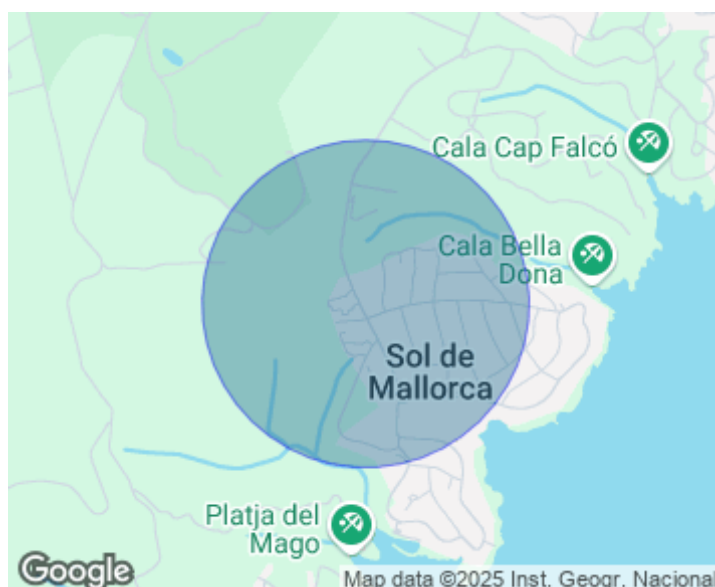 Cala Cap Falcó
Cala Bella
Dona
Sol de
Mallorca
Platja del
Mago
Google
Map data ©2025 Inst. Geogr. Nacional